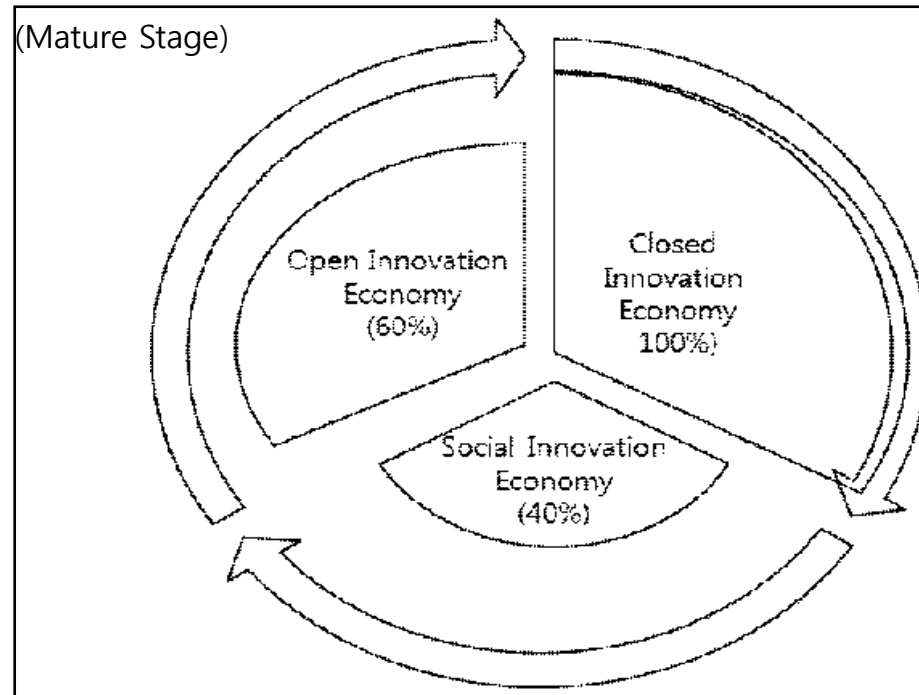 (Mature Stage)
Open Innovation
Economy
(60%)
Closed
Innovation
Economy
100%)
Social Innovation
Economy
(40%)